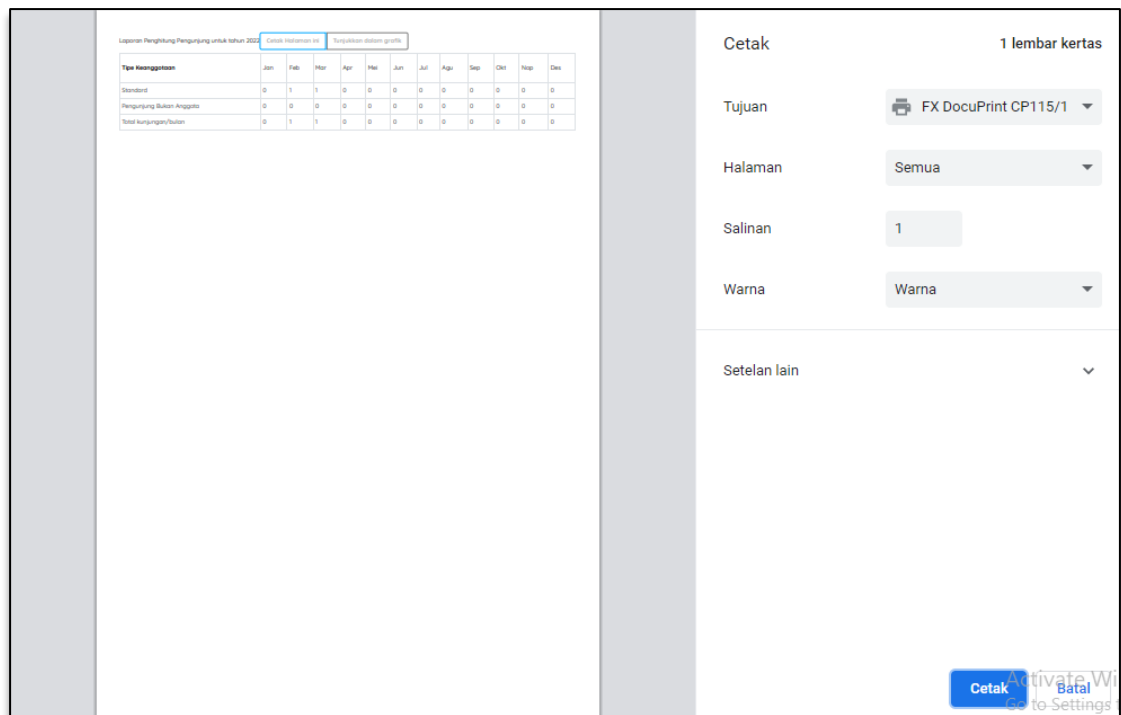 Laporan Penghitung Pengunjung untuk tahun 2022 Cetak Halaman ini Tunjukkan dalam grafik
Tipe Keanggotaan Jan Feb Mar Apr Mei Jun Jul Agu Sep Okt Nop Des
Standard 0 1 1 0 0 0 0 0 0 0 0 0
Pengunjung Bukan Anggota 0 0 0 0 0 0 0 0 0 0 0 0
Total kunjungan/bulan 0 1 1 0 0 0 0 0 0 0 0 0
Cetak 1 lembar kertas
Tujuan FX DocuPrint CP115/1
Halaman Semua
Salinan 1
Warna Warna
Setelan lain
Cetak Batal
Activate Wi
Go to Settings t